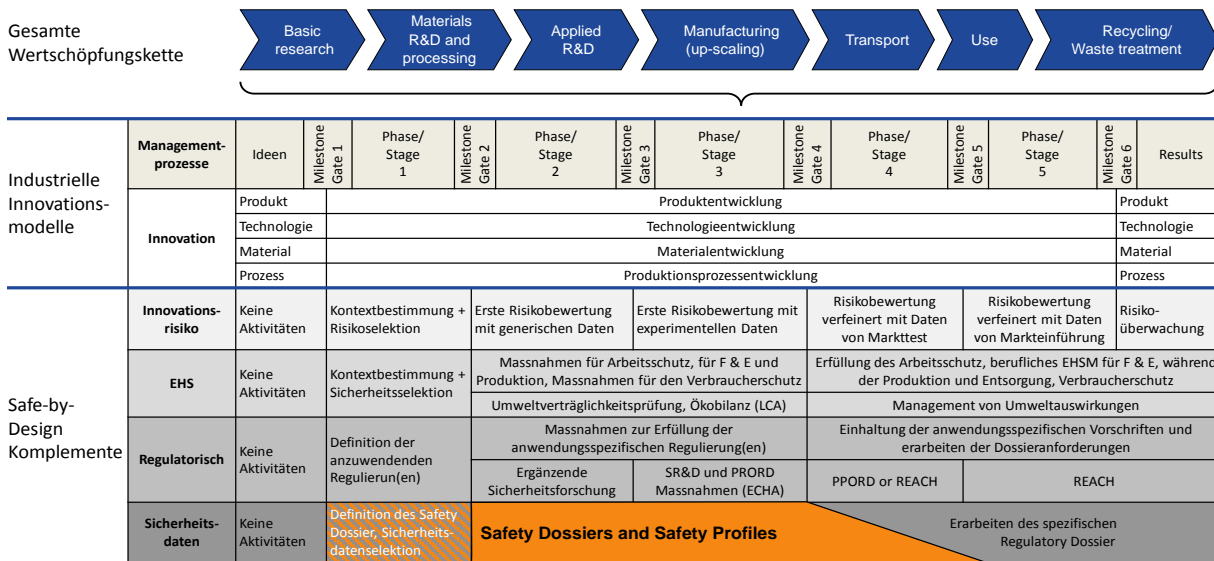 Gesamte
Wertschöpfungskette
Basic
research
Materials
R&D and
processing
Applied
R&D
Manufacturing
(up-scaling)
Transport
Use
Recycling/
Waste treatment
Industrielle
Innovations-
modelle
Management-
prozesse
Ideen
Milestone
Gate 1
Phase/
Stage
1
Milestone
Gate 2
Phase/
Stage
2
Milestone
Gate 3
Phase/
Stage
3
Milestone
Gate 4
Phase/
Stage
4
Milestone
Gate 5
Phase/
Stage
5
Milestone
Gate 6
Results
Innovation
Produkt
Produktentwicklung
Produkt
Technologie
Technologieentwicklung
Technologie
Material
Materialentwicklung
Material
Prozess
Produktionsprozessentwicklung
Prozess
Safe-by-
Design
Komplemente
Innovations-
risiko
Keine
Aktivitäten
Kontextbestimmung +
Risikoselektion
Erste Risikobewertung
mit generischen Daten
Erste Risikobewertung mit
experimentellen Daten
Risikobewertung
verfeinert mit Daten
von Markttest
Risikobewertung
verfeinert mit Daten
von Markteinführung
Risiko-
überwachung
EHS
Keine
Aktivitäten
Kontextbestimmung +
Sicherheitsselektion
Massnahmen für Arbeitsschutz, für F & E und
Produktion, Massnahmen für den Verbraucherschutz
Erfüllung des Arbeitsschutz, berufliches EHSM für F & E, während
der Produktion und Entsorgung, Verbraucherschutz
Umweltverträglichkeitsprüfung, Ökobilanz (LCA)
Management von Umweltauswirkungen
Regulatorisch
Keine
Aktivitäten
Definition der
anzuwendenden
Regulierun(en)
Massnahmen zur Erfüllung der
anwendungsspezifischen Regulierung(en)
Einhaltung der anwendungsspezifischen Vorschriften und
erarbeiten der Dossieranforderungen
Ergänzende
Sicherheitsforschung
SR&D und PRORD
Massnahmen (ECHA)
PPORD or REACH
REACH
Sicherheits-
daten
Keine
Aktivitäten
Definition des Safety
Dossier, Sicherheits-
datenselektion
Safety Dossiers and Safety Profiles
Erarbeiten des spezifischen
Regulatory Dossier